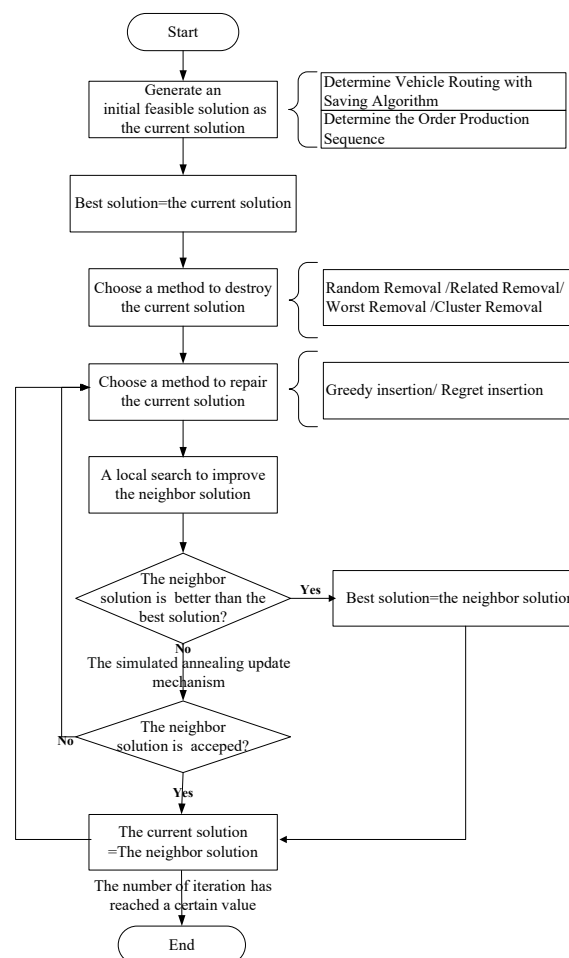 Start
Generate an
initial feasible solution as
the current solution
Determine Vehicle Routing with
Saving Algorithm
Determine the Order Production
Sequence
Best solution=the current solution
Choose a method to destroy
the current solution
Random Removal /Related Removal/
Worst Removal /Cluster Removal
Choose a method to repair
the current solution
Greedy insertion/ Regret insertion
A local search to improve
the neighbor solution
The neighbor
solution is better than the
best solution?
Yes
Best solution=the neighbor solution
No
The simulated annealing update
mechanism
The neighbor
solution is acceped?
No
Yes
The current solution
=The neighbor solution
The number of iteration has
reached a certain value
End